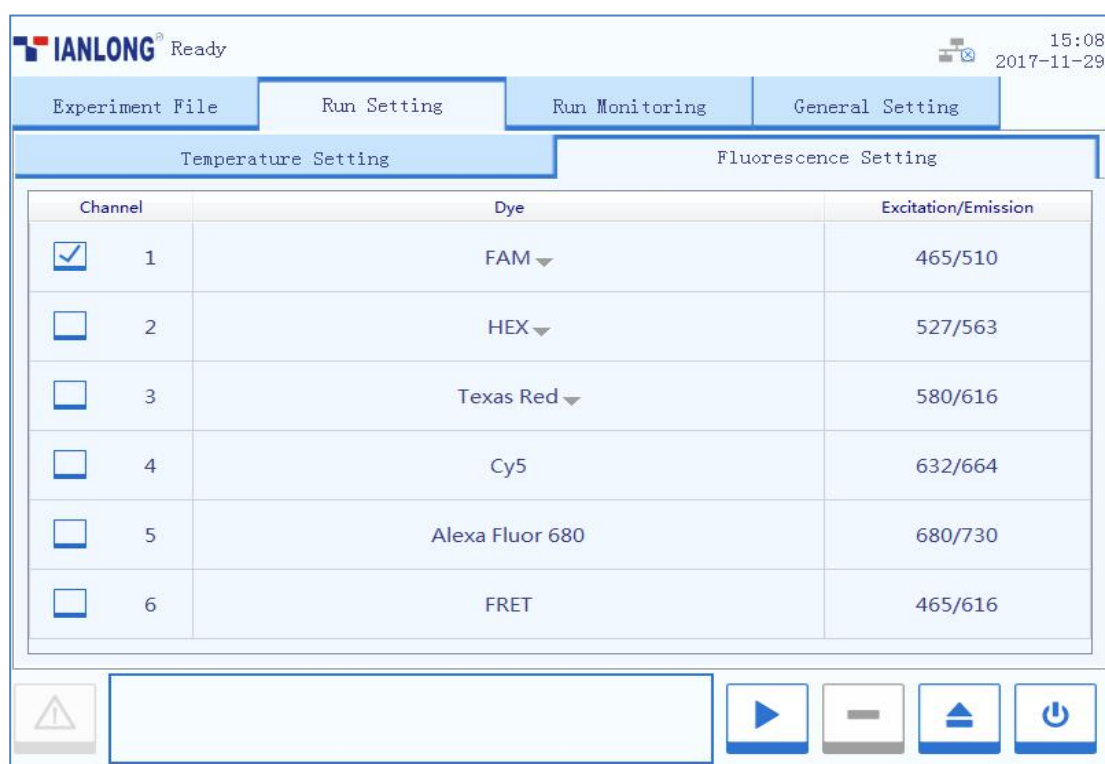 TIANLONG® Ready 15:08
2017-11-29
Experiment File Run Setting Run Monitoring General Setting
Temperature Setting Fluorescence Setting
Channel Dye Excitation/Emission
1 FAM 465/510
2 HEX 527/563
3 Texas Red 580/616
4 Cy5 632/664
5 Alexa Fluor 680 680/730
6 FRET 465/616